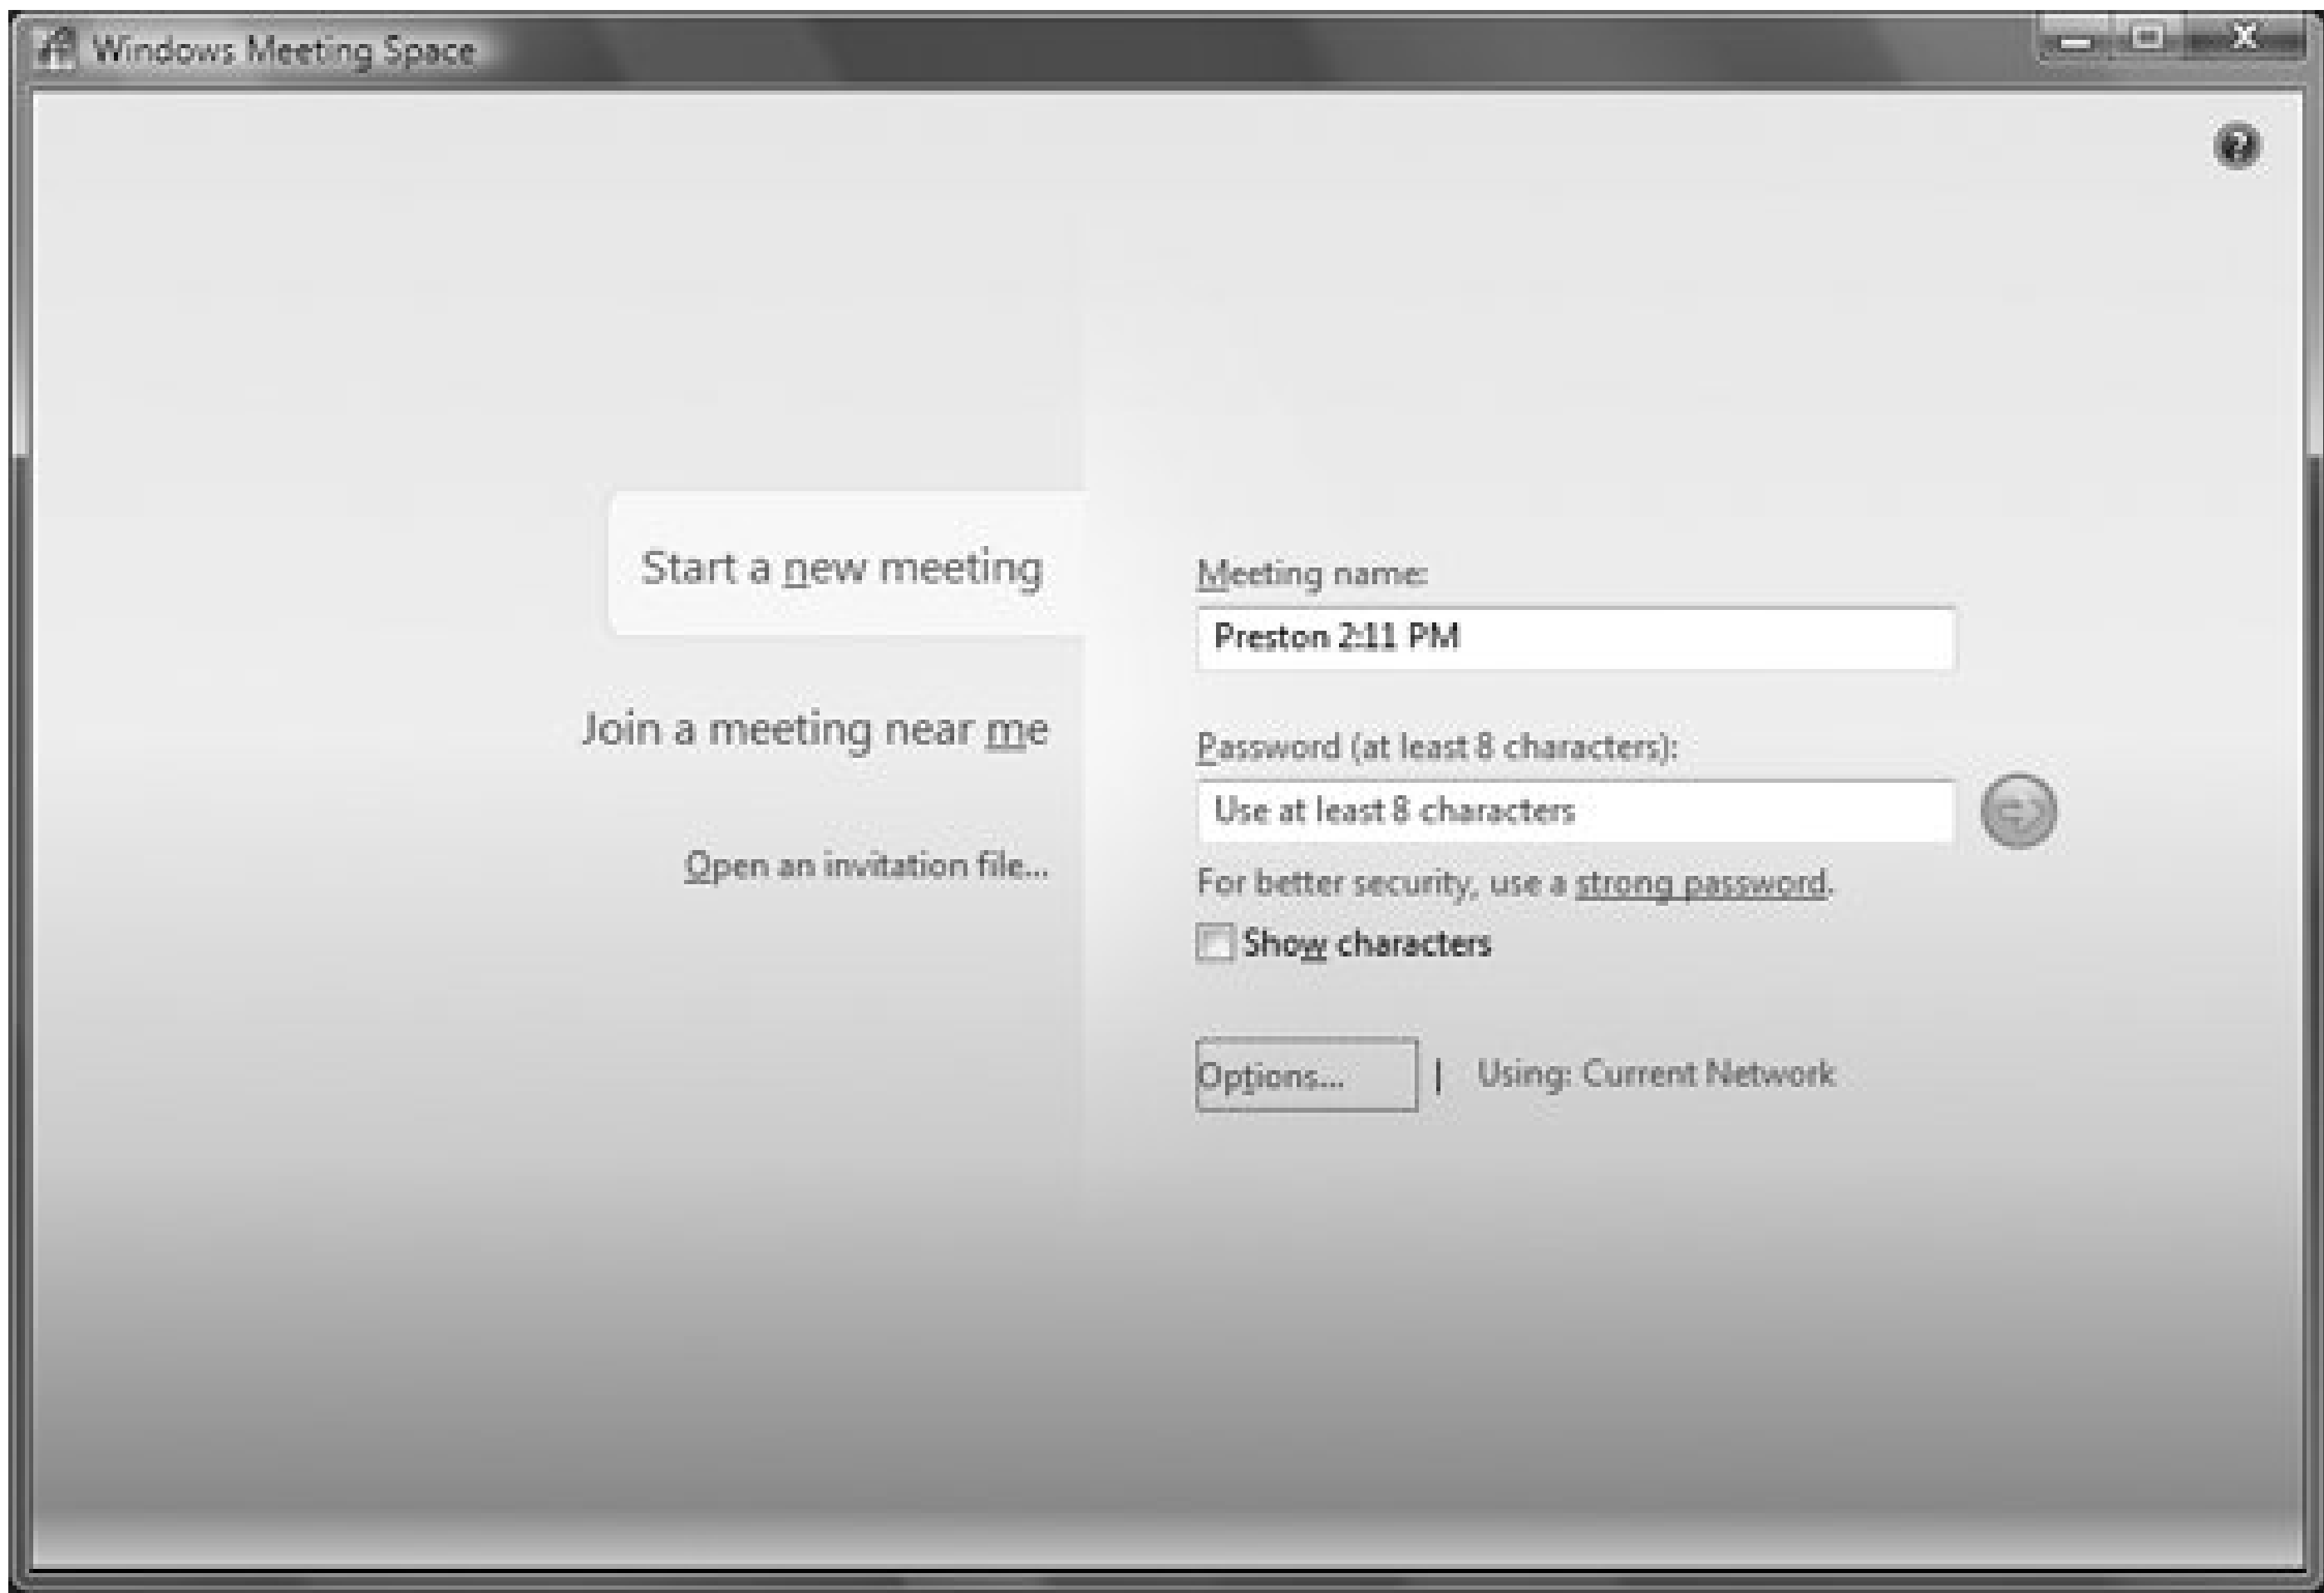 Windows Meeting Space
Start a new meeting
Join a meeting near me
Open an invitation file...
Meeting name:
Preston 2:11 PM
Password (at least 8 characters):
Use at least 8 characters
For better security, use a strong password.
Show characters
Options... | Using: Current Network